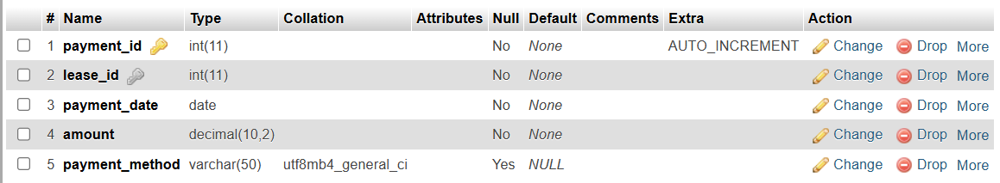 # Name Type Collation Attributes Null Default Comments Extra Action
1 payment_id int(11) No None AUTO_INCREMENT Change Drop More
2 lease_id int(11) No None Change Drop More
3 payment_date date No None Change Drop More
4 amount decimal(10,2) No None Change Drop More
5 payment_method varchar(50) utf8mb4_general_ci Yes NULL Change Drop More